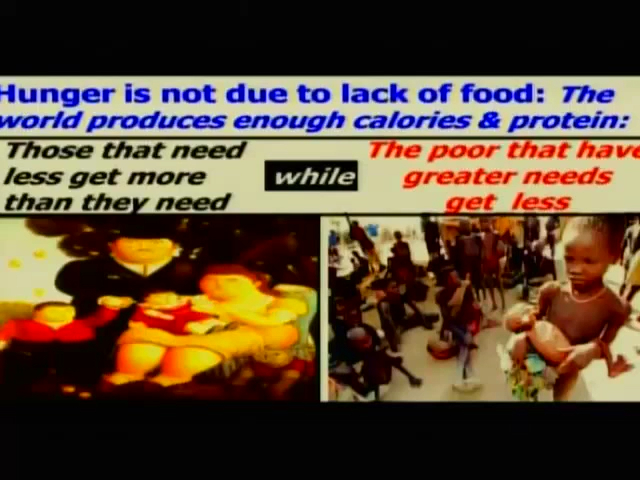 Hunger is not due to lack of food: The
world produces enough calories & protein:
Those that need
less get more
than they need
while
The poor that have
greater needs
get less